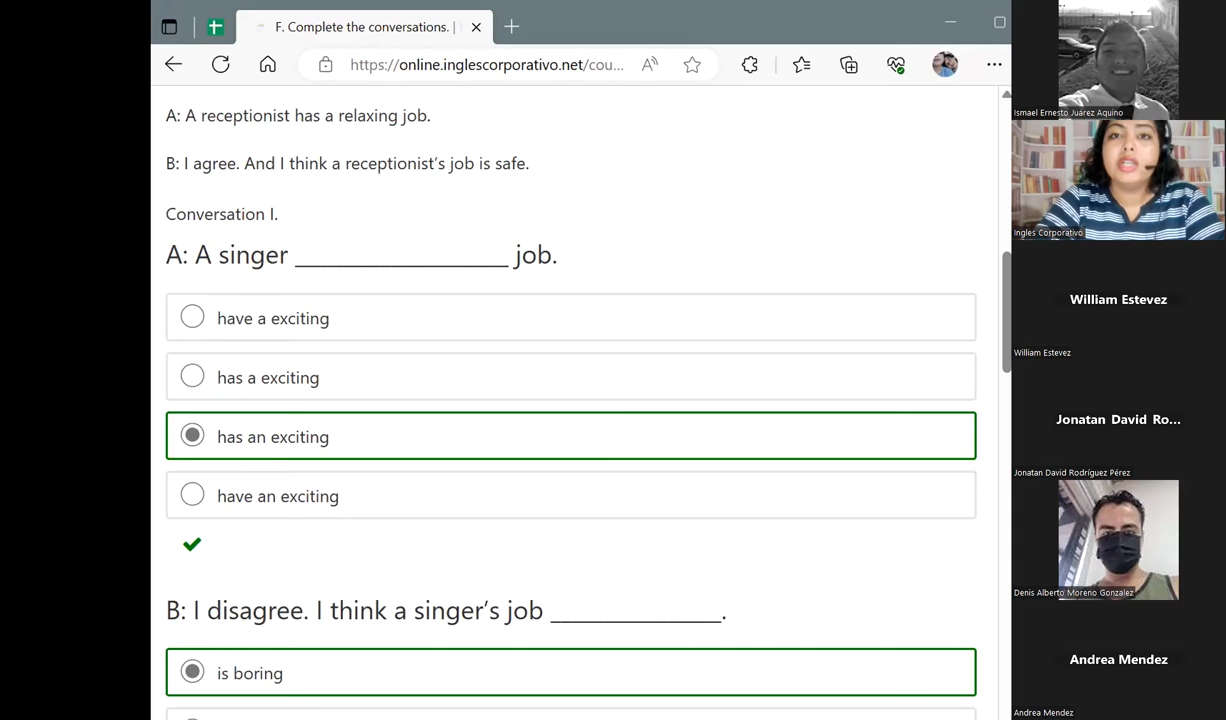 F. Complete the conversations. |
https://online.inglescorporativo.net/cou...
A: A receptionist has a relaxing job.
B: I agree. And I think a receptionist's job is safe.
Conversation I.
A: A singer ___________________ job.
have a exciting
has a exciting
has an exciting
have an exciting
B: I disagree. I think a singer's job _______________.
is boring
Ismael Ernesto Juárez Aquino
Ingles Corporativo
William Estevez
William Estevez
Jonatan David Ro...
Jonatan David Rodríguez Pérez
Denis Alberto Moreno Gonzalez
Andrea Mendez
Andrea Mendez